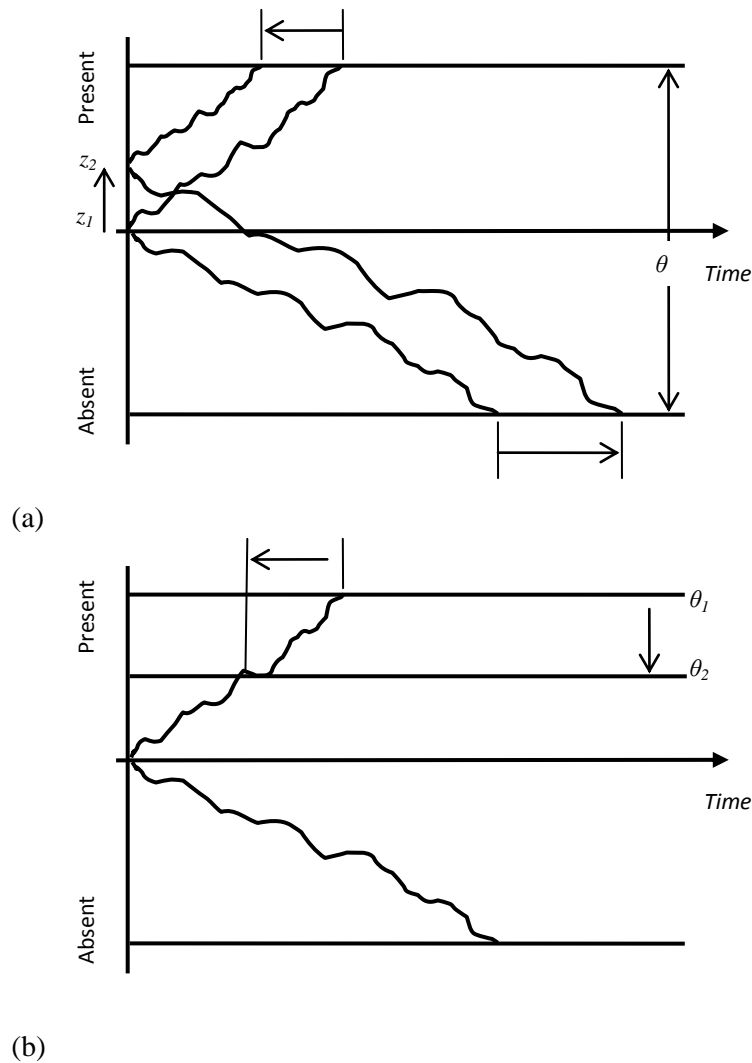 Present
z₂
z₁
θ
Time
Absent
(a)
Present
θ₁
θ₂
Time
Absent
(b)